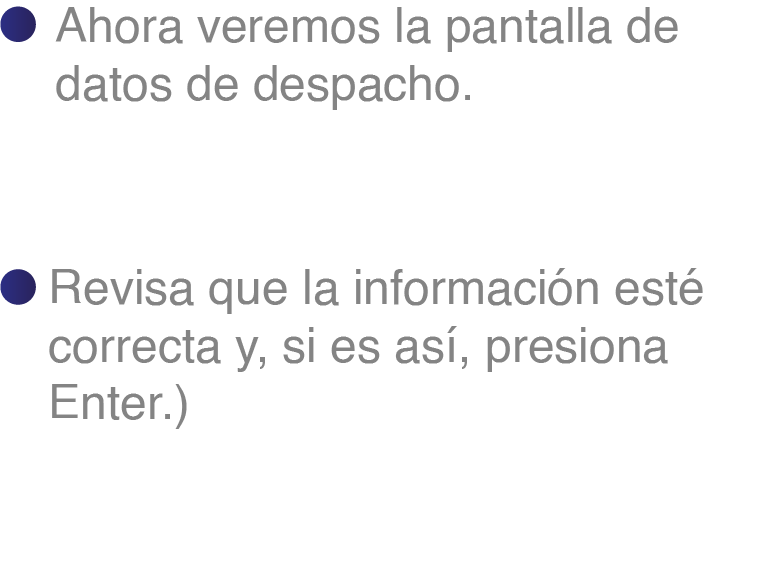 Ahora veremos la pantalla de
datos de despacho.
Revisa que la información esté
correcta y, si es así, presiona
Enter.)